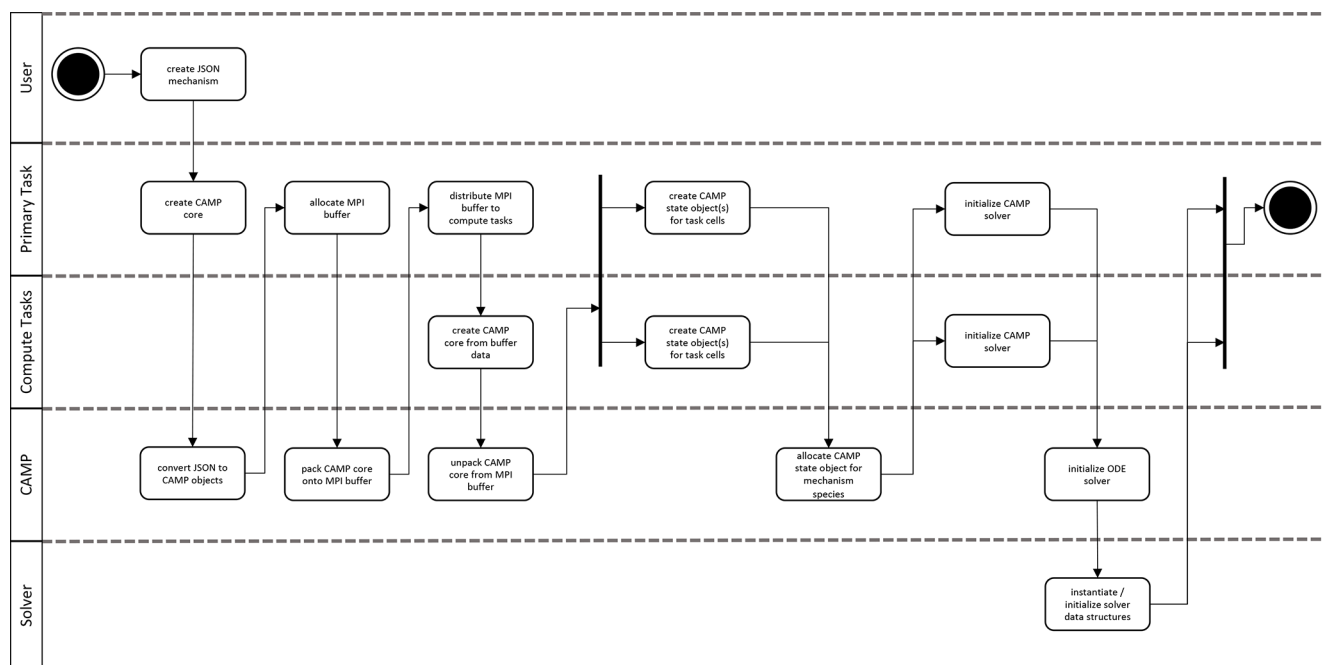 User
create JSON
mechanism
Primary Task
create CAMP
core
allocate MPI
buffer
distribute MPI
buffer to
compute tasks
create CAMP
state object(s)
for task cells
initialize CAMP
solver
Compute Tasks
create CAMP
core from buffer
data
create CAMP
state object(s)
for task cells
initialize CAMP
solver
CAMP
convert JSON to
CAMP objects
pack CAMP core
onto MPI buffer
unpack CAMP
core from MPI
buffer
allocate CAMP
state object for
mechanism
species
initialize ODE
solver
Solver
instantiate /
initialize solver
data structures